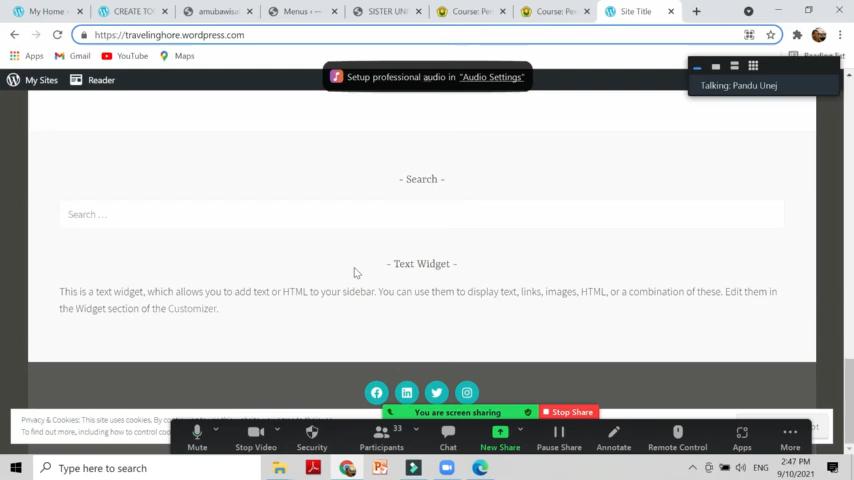 My Home
CREATE TO
amubawisa
Menus ‹ —
SISTER UNI
Course: Pe
Course: Pe
Site Title
https://travelinghore.wordpress.com
Apps
Gmail
YouTube
Maps
Reading list
My Sites
Reader
Setup professional audio in "Audio Settings"
Talking: Pandu Unej
- Search -
Search …
- Text Widget -
This is a text widget, which allows you to add text or HTML to your sidebar. You can use them to display text, links, images, HTML, or a combination of these. Edit them in
the Widget section of the Customizer.
You are screen sharing
Stop Share
Privacy & Cookies: This site uses cookies. By
To find out more, including how to control
Mute
Stop Video
Security
33
Participants
Chat
New Share
Pause Share
Annotate
Remote Control
Apps
More
Type here to search
ENG
2:47 PM
9/10/2021